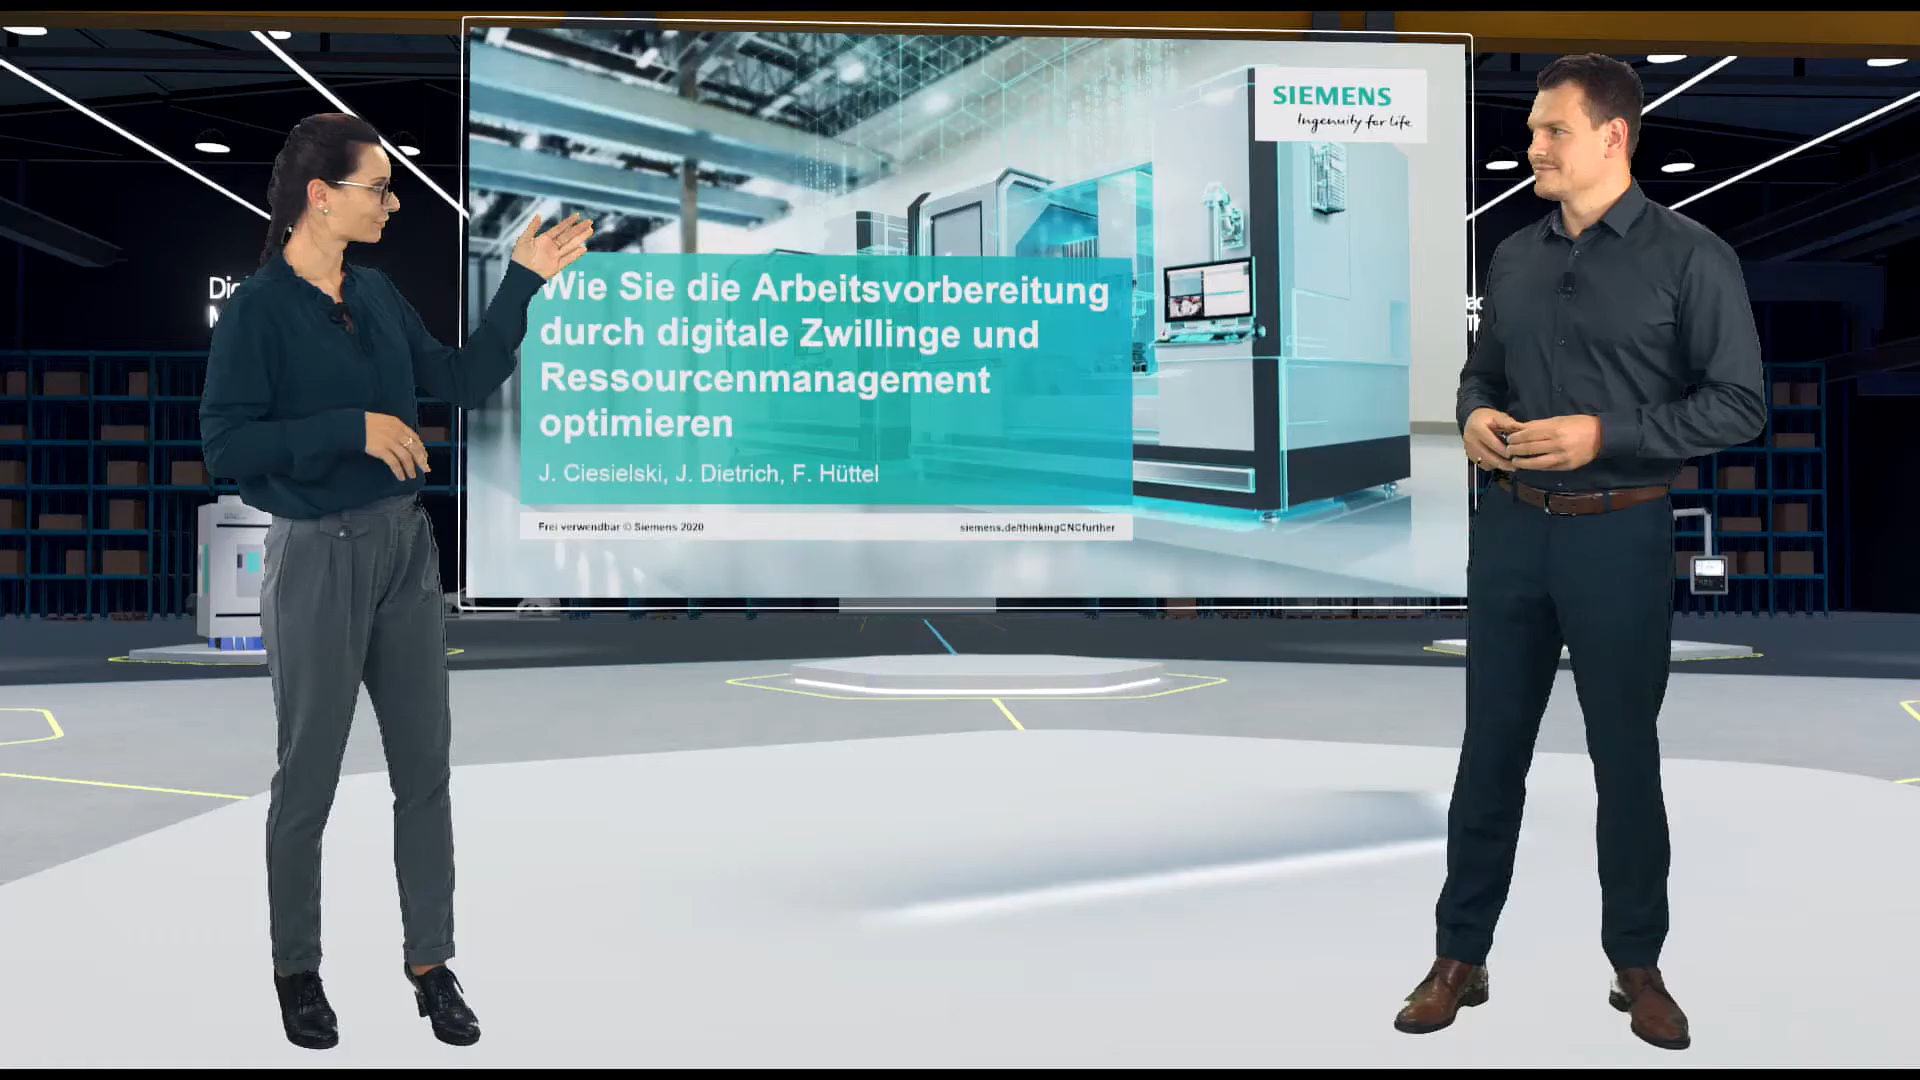 SIEMENS
Ingenuity for life
Wie Sie die Arbeitsvorbereitung
durch digitale Zwillinge und
Ressourcenmanagement
optimieren
J. Ciesielski, J. Dietrich, F. Hüttel
Frei verwendbar © Siemens 2020
siemens.de/thinkingCNCfurther